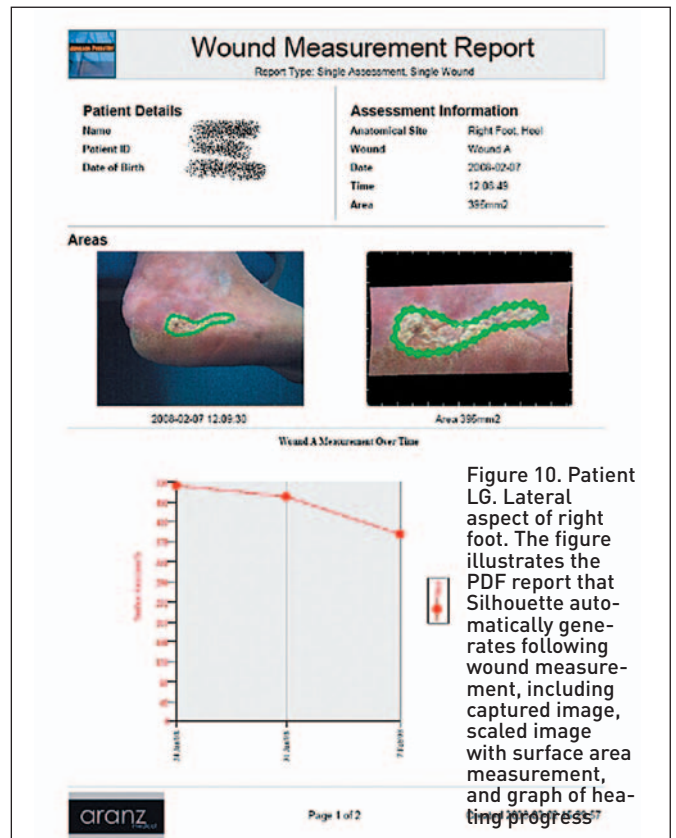 Wound Measurement Report
Report Type: Single Assessment, Single Wound
Patient Details
Name
Patient ID
Date of Birth
Assessment Information
Anatomical Site Right Foot, Heel
Wound Wound A
Date 2008-02-07
Time
Area 395mm2
Areas
2008-02-07 12:09:30
Area 395mm2
Wound A Measurement Over Time
Figure 10. Patient
LG. Lateral
aspect of right
foot. The figure
illustrates the
PDF report that
Silhouette auto-
matically gene-
rates following
wound measure-
ment, including
captured image,
scaled image
with surface area
measurement,
and graph of hea-
ling progress
aranz
medical
Page 1 of 2